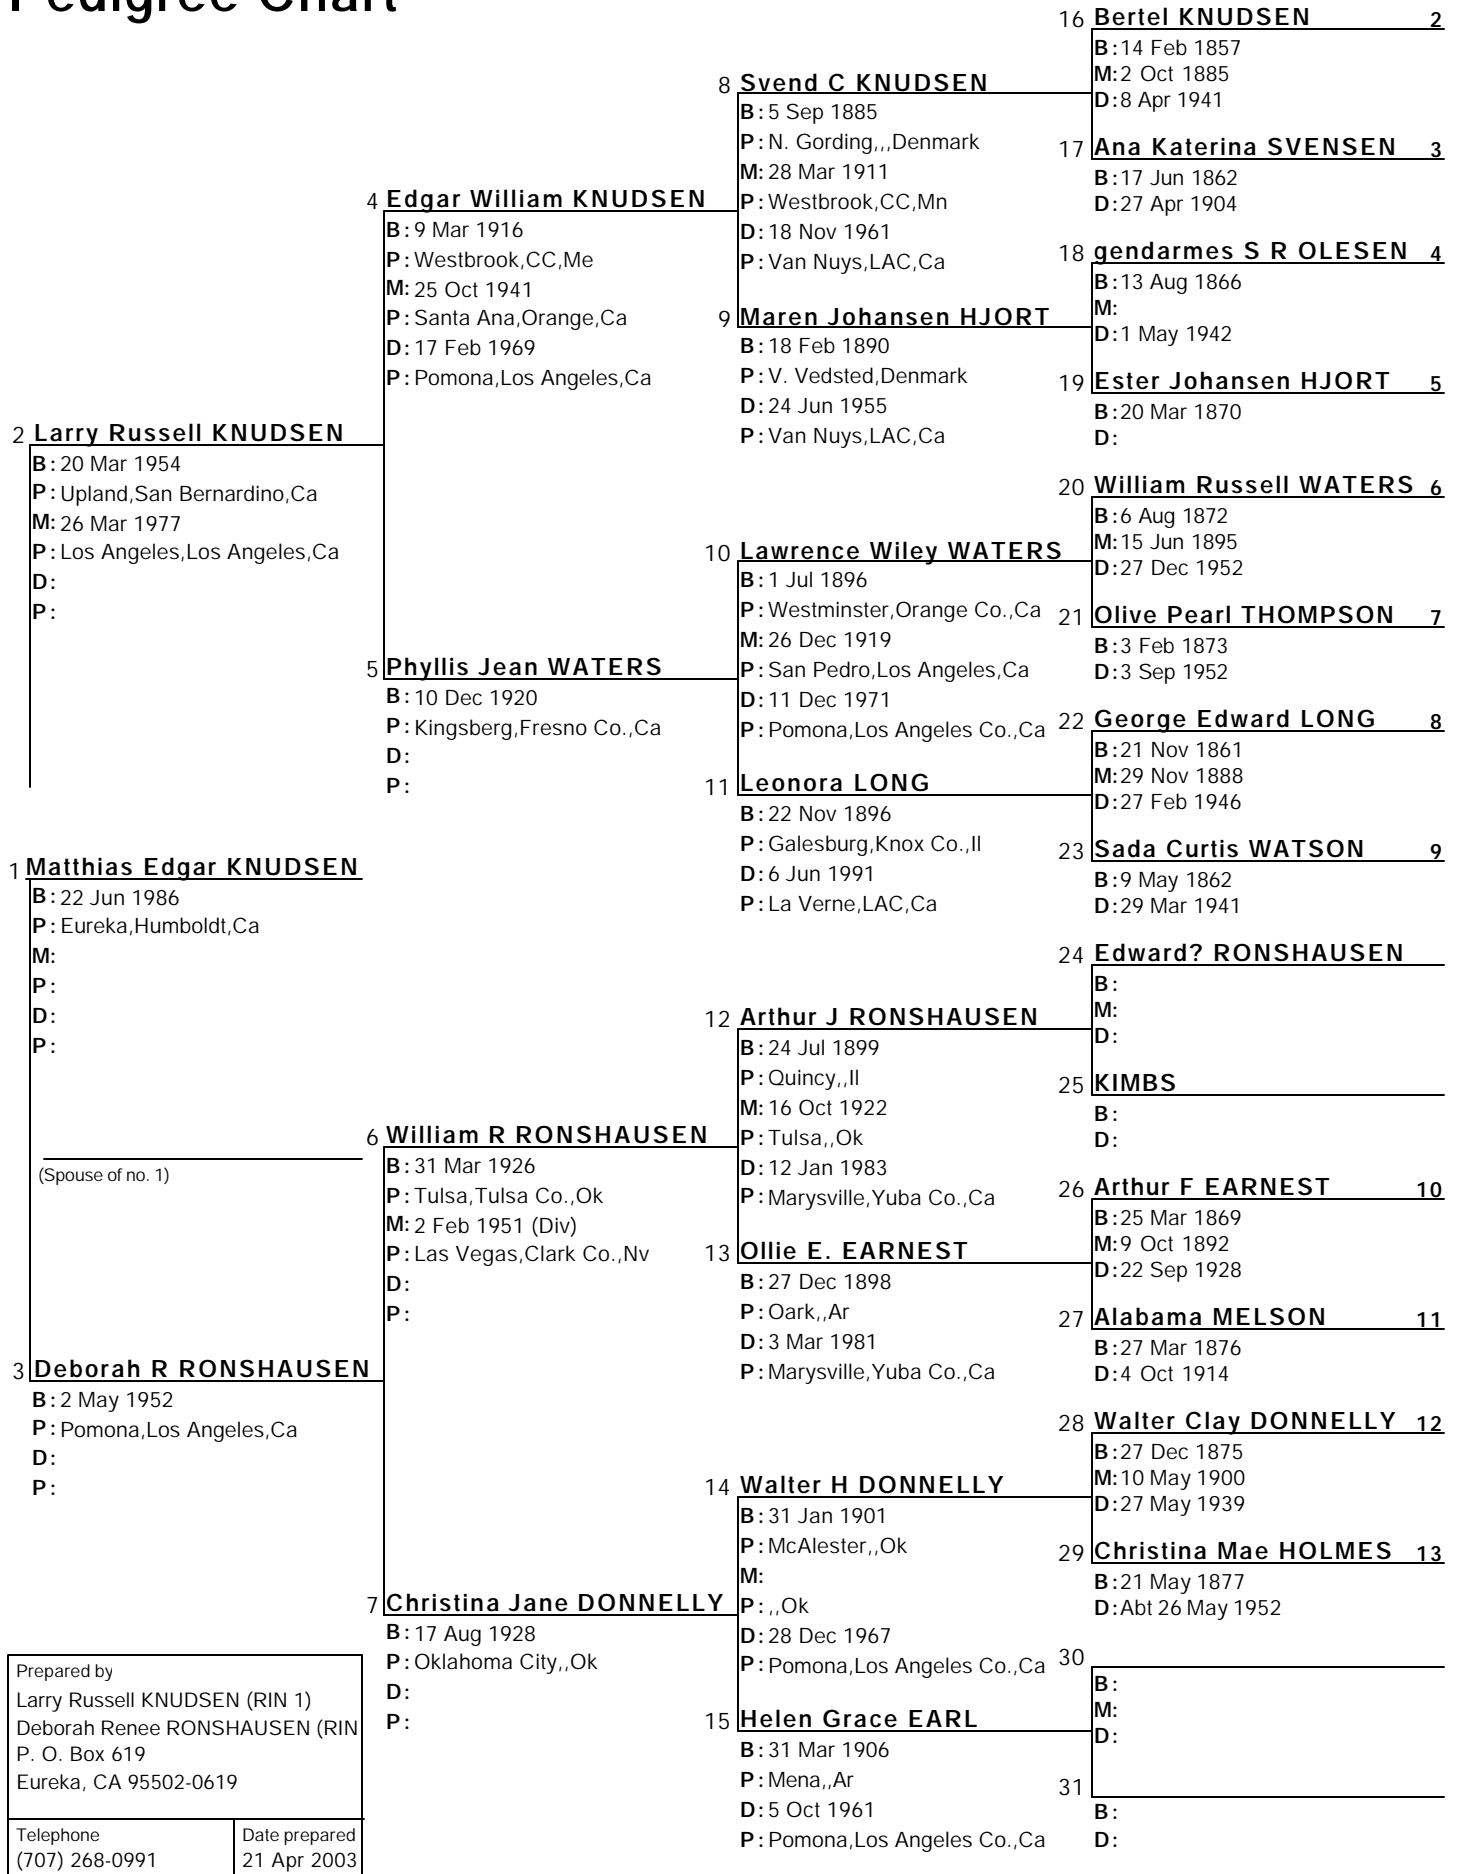 Pedigree Chart
16 Bertel KNUDSEN 2
B: 14 Feb 1857
M: 2 Oct 1885
D: 8 Apr 1941
8 Svend C KNUDSEN
B: 5 Sep 1885
P: N. Gording,,,Denmark
M: 28 Mar 1911
P: Westbrook,CC,Mn
D: 18 Nov 1961
P: Van Nuys,LAC,Ca
17 Ana Katerina SVENSEN 3
B: 17 Jun 1862
D: 27 Apr 1904
4 Edgar William KNUDSEN
B: 9 Mar 1916
P: Westbrook,CC,Me
M: 25 Oct 1941
P: Santa Ana,Orange,Ca
D: 17 Feb 1969
P: Pomona,Los Angeles,Ca
18 gendarmes S R OLESEN 4
B: 13 Aug 1866
M:
D: 1 May 1942
9 Maren Johansen HJORT
B: 18 Feb 1890
P: V. Vedsted,Denmark
D: 24 Jun 1955
P: Van Nuys,LAC,Ca
19 Ester Johansen HJORT 5
B: 20 Mar 1870
D:
2 Larry Russell KNUDSEN
B: 20 Mar 1954
P: Upland,San Bernardino,Ca
M: 26 Mar 1977
P: Los Angeles,Los Angeles,Ca
D:
P:
20 William Russell WATERS 6
B: 6 Aug 1872
M: 15 Jun 1895
D: 27 Dec 1952
10 Lawrence Wiley WATERS
B: 1 Jul 1896
P: Westminster,Orange Co.,Ca
M: 26 Dec 1919
P: San Pedro,Los Angeles,Ca
D: 11 Dec 1971
P: Pomona,Los Angeles Co.,Ca
21 Olive Pearl THOMPSON 7
B: 3 Feb 1873
D: 3 Sep 1952
5 Phyllis Jean WATERS
B: 10 Dec 1920
P: Kingsberg,Fresno Co.,Ca
D:
P:
22 George Edward LONG 8
B: 21 Nov 1861
M: 29 Nov 1888
D: 27 Feb 1946
11 Leonora LONG
B: 22 Nov 1896
P: Galesburg,Knox Co.,Il
D: 6 Jun 1991
P: La Verne,LAC,Ca
23 Sada Curtis WATSON 9
B: 9 May 1862
D: 29 Mar 1941
1 Matthias Edgar KNUDSEN
B: 22 Jun 1986
P: Eureka,Humboldt,Ca
M:
P:
D:
P:
(Spouse of no. 1)
24 Edward? RONSHAUSEN
B:
M:
D:
12 Arthur J RONSHAUSEN
B: 24 Jul 1899
P: Quincy,,Il
M: 16 Oct 1922
P: Tulsa,,Ok
D: 12 Jan 1983
P: Marysville,Yuba Co.,Ca
25 KIMBS
B:
D:
6 William R RONSHAUSEN
B: 31 Mar 1926
P: Tulsa,Tulsa Co.,Ok
M: 2 Feb 1951 (Div)
P: Las Vegas,Clark Co.,Nv
D:
P:
26 Arthur F EARNEST 10
B: 25 Mar 1869
M: 9 Oct 1892
D: 22 Sep 1928
13 Ollie E. EARNEST
B: 27 Dec 1898
P: Oark,,Ar
D: 3 Mar 1981
P: Marysville,Yuba Co.,Ca
27 Alabama MELSON 11
B: 27 Mar 1876
D: 4 Oct 1914
3 Deborah R RONSHAUSEN
B: 2 May 1952
P: Pomona,Los Angeles,Ca
D:
P:
28 Walter Clay DONNELLY 12
B: 27 Dec 1875
M: 10 May 1900
D: 27 May 1939
14 Walter H DONNELLY
B: 31 Jan 1901
P: McAlester,,Ok
M:
P: ,,Ok
D: 28 Dec 1967
P: Pomona,Los Angeles Co.,Ca
29 Christina Mae HOLMES 13
B: 21 May 1877
D: Abt 26 May 1952
7 Christina Jane DONNELLY
B: 17 Aug 1928
P: Oklahoma City,,Ok
D:
P:
30
B:
M:
D:
15 Helen Grace EARL
B: 31 Mar 1906
P: Mena,,Ar
D: 5 Oct 1961
P: Pomona,Los Angeles Co.,Ca
31
B:
D:
Prepared by
Larry Russell KNUDSEN (RIN 1)
Deborah Renee RONSHAUSEN (RIN
P. O. Box 619
Eureka, CA 95502-0619
Telephone
(707) 268-0991
Date prepared
21 Apr 2003